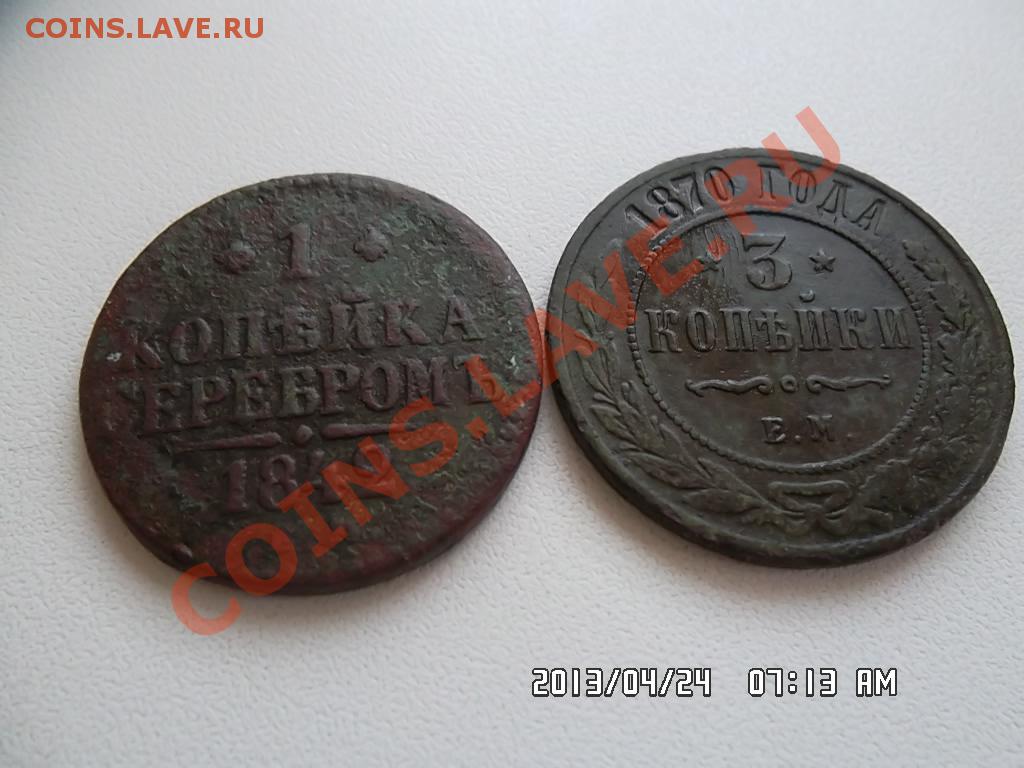 COINS.LAVE.RU
1
КОПѢЙКА
СЕРЕБРОМЪ
1870 ГОДА
3
КОПѢЙКИ
Е.М.
COINS.LAVE.RU
2013/04/24 07:13 AM